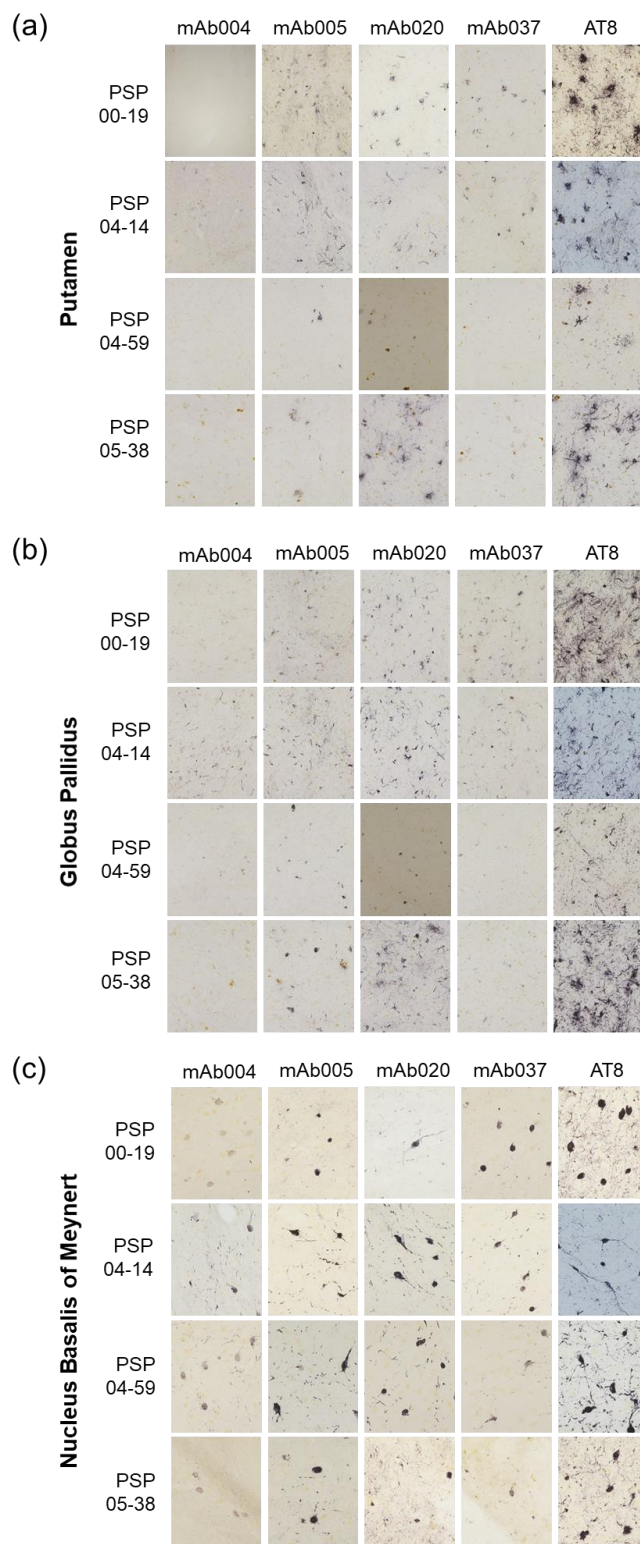 (a)
mAb004 mAb005 mAb020 mAb037 AT8
PSP
00-19
PSP
04-14
PSP
04-59
PSP
05-38
Putamen
(b)
mAb004 mAb005 mAb020 mAb037 AT8
PSP
00-19
PSP
04-14
PSP
04-59
PSP
05-38
Globus Pallidus
(c)
mAb004 mAb005 mAb020 mAb037 AT8
PSP
00-19
PSP
04-14
PSP
04-59
PSP
05-38
Nucleus Basalis of Meynert